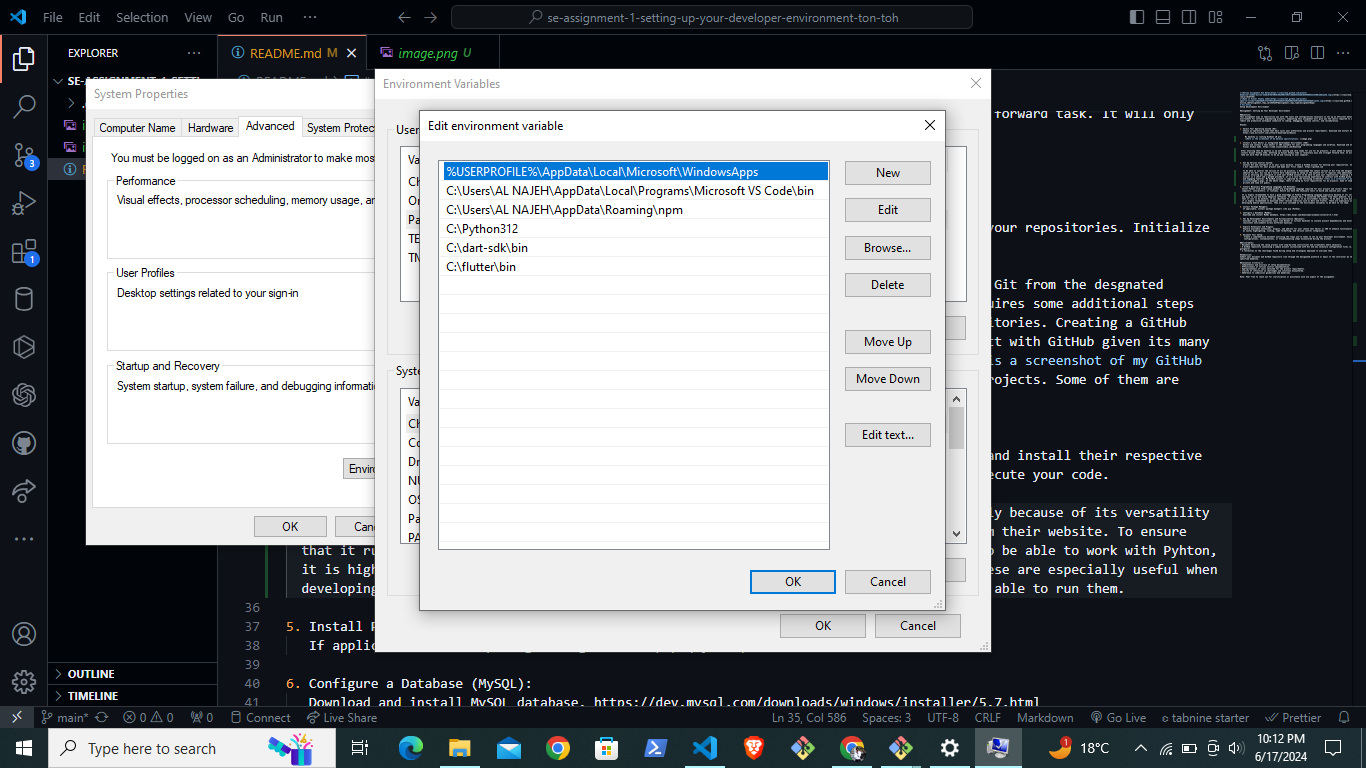 File Edit Selection View Go Run ···
se-assignment-1-setting-up-your-developer-environment-ton-toh
EXPLORER
README.md M
image.png U
SE-ASSIGNMENT-1-SETTI
System Properties
Computer Name
Hardware
Advanced
System Protec
You must be logged on as an Administrator to make mos
Performance
Visual effects, processor scheduling, memory usage, an
User Profiles
Desktop settings related to your sign-in
Startup and Recovery
System startup, system failure, and debugging informati
Enviro
OK
Canc
Environment Variables
User
Va
Pa
TE
Syste
Va
Co
Dr
NU
OS
Pa
PA
OK
Cancel
Edit environment variable
%USERPROFILE%\AppData\Local\Microsoft\WindowsApps
C:\Users\AL NAJEH\AppData\Local\Programs\Microsoft VS Code\bin
C:\Users\AL NAJEH\AppData\Roaming\npm
C:\Python312
C:\dart-sdk\bin
C:\flutter\bin
New
Edit
Browse...
Delete
Move Up
Move Down
Edit text...
OK
Cancel
forward task. It will only
your repositories. Initialize
Git from the desgnated
uires some additional steps
itories. Creating a GitHub
ct with GitHub given its many
is a screenshot of my GitHub
rojects. Some of them are
and install their respective
ecute your code.
ly because of its versatility
m their website. To ensure
that it ru
o be able to work with Pyhton,
it is high
ese are especially useful when
developing
able to run them.
36
37 5. Install P
38 If applic
39
40 6. Configure a Database (MySQL):
41 Download and install MySQL database. https://dev.mysql.com/downloads/windows/installer/5.7.html
OUTLINE
TIMELINE
3
1
main* 0 0 0 Connect Live Share
Ln 35, Col 586 Spaces: 3 UTF-8 CRLF Markdown Go Live tabnine starter Prettier
Type here to search
1
18°C
10:12 PM
6/17/2024